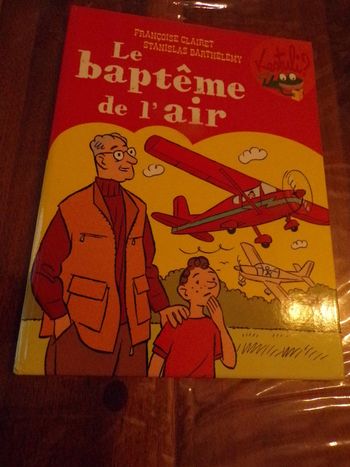 FRANÇOISE CLAIRET
STANISLAS BARTHÉLÉMY
Le
baptême
de l'air